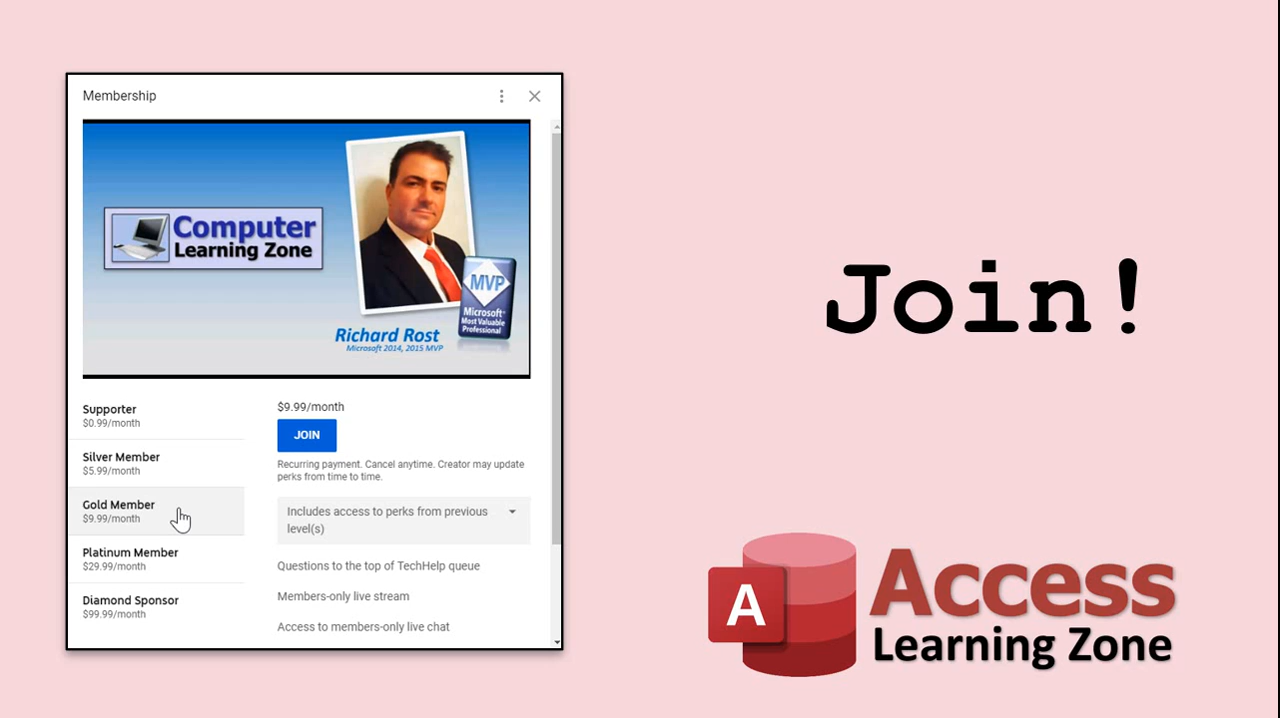 Membership
Computer
Learning Zone
MVP
Microsoft®
Most Valuable
Professional
Richard Rost
Microsoft 2014, 2015 MVP
Supporter
$0.99/month
Silver Member
$5.99/month
Gold Member
$9.99/month
Platinum Member
$29.99/month
Diamond Sponsor
$99.99/month
$9.99/month
JOIN
Recurring payment. Cancel anytime. Creator may update
perks from time to time.
Includes access to perks from previous
level(s)
Questions to the top of TechHelp queue
Members-only live stream
Access to members-only live chat
Join!
A
Access
Learning Zone